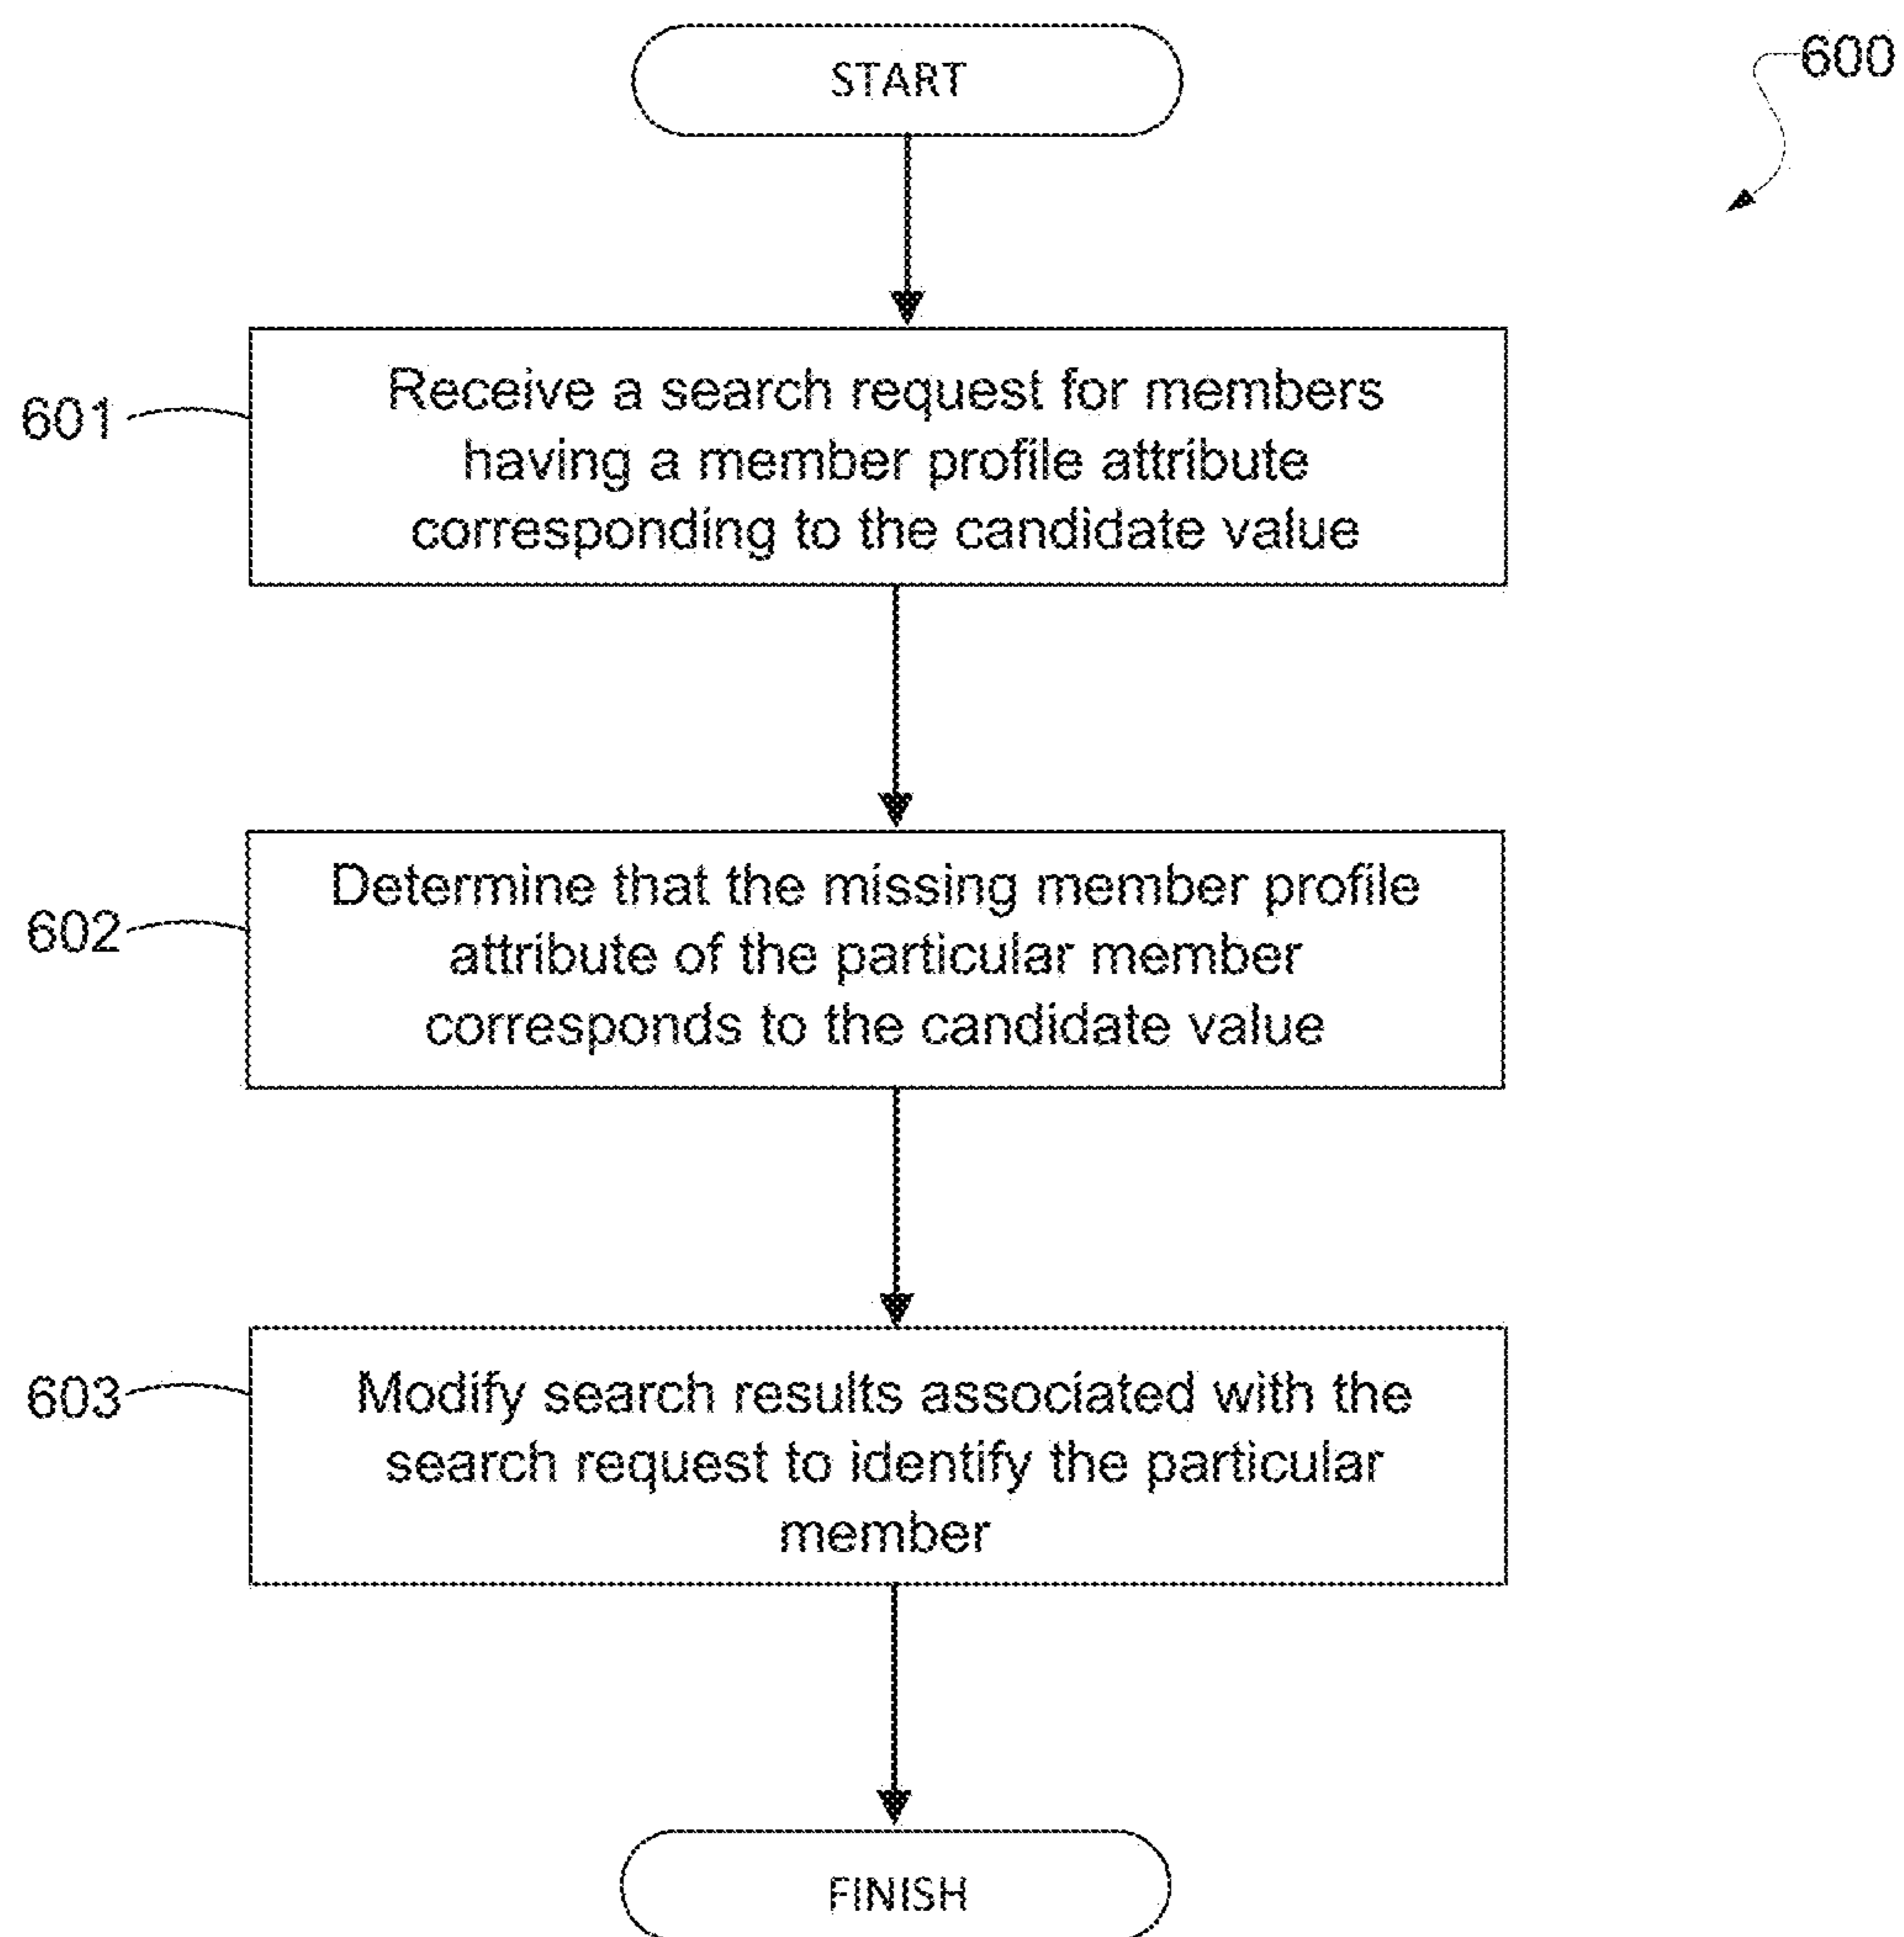 START
600
601
Receive a search request for members
having a member profile attribute
corresponding to the candidate value
602
Determine that the missing member profile
attribute of the particular member
corresponds to the candidate value
603
Modify search results associated with the
search request to identify the particular
member
FINISH